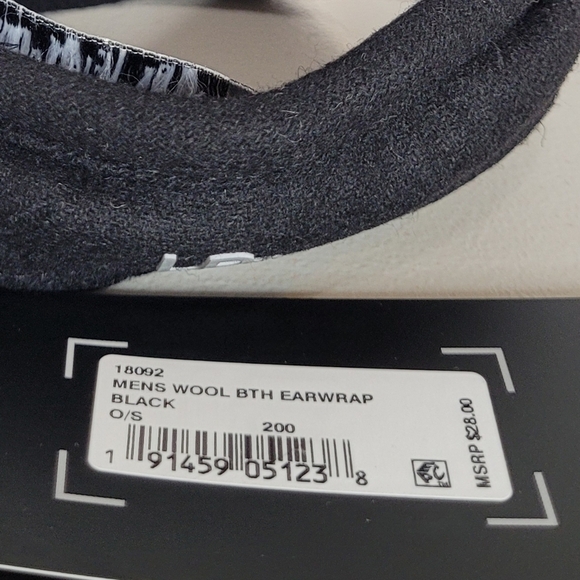 18092
MENS WOOL BTH EARWRAP
BLACK
O/S
200
1 91459 05123 8
MSRP $28.00